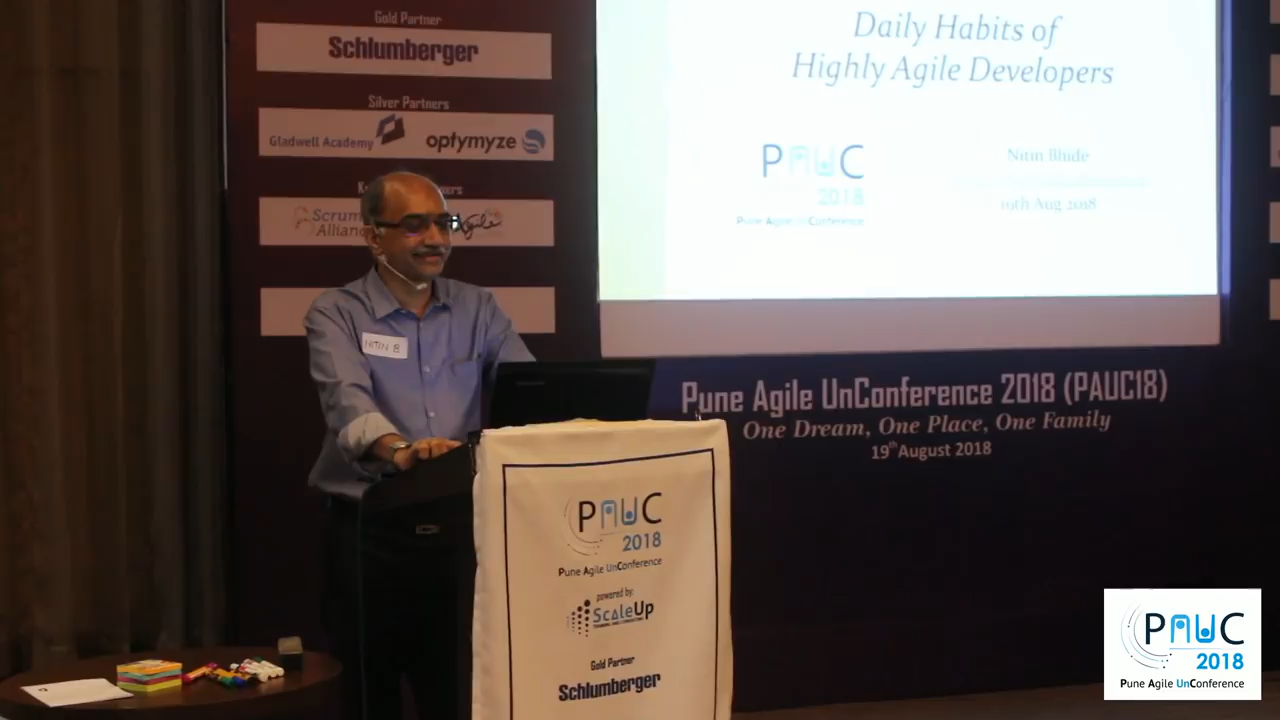 Gold Partner
Schlumberger
Silver Partners
Gladwell Academy
optymyze
Scrum
Alliance
Daily Habits of
Highly Agile Developers
PAUC
2018
Pune Agile UnConference
Nitin Bhide
19th Aug 2018
NITIN B
Pune Agile UnConference 2018 (PAUC18)
One Dream, One Place, One Family
19th August 2018
PAUC
2018
Pune Agile UnConference
powered by:
ScaleUp
Gold Partner
Schlumberger
PAUC
2018
Pune Agile UnConference